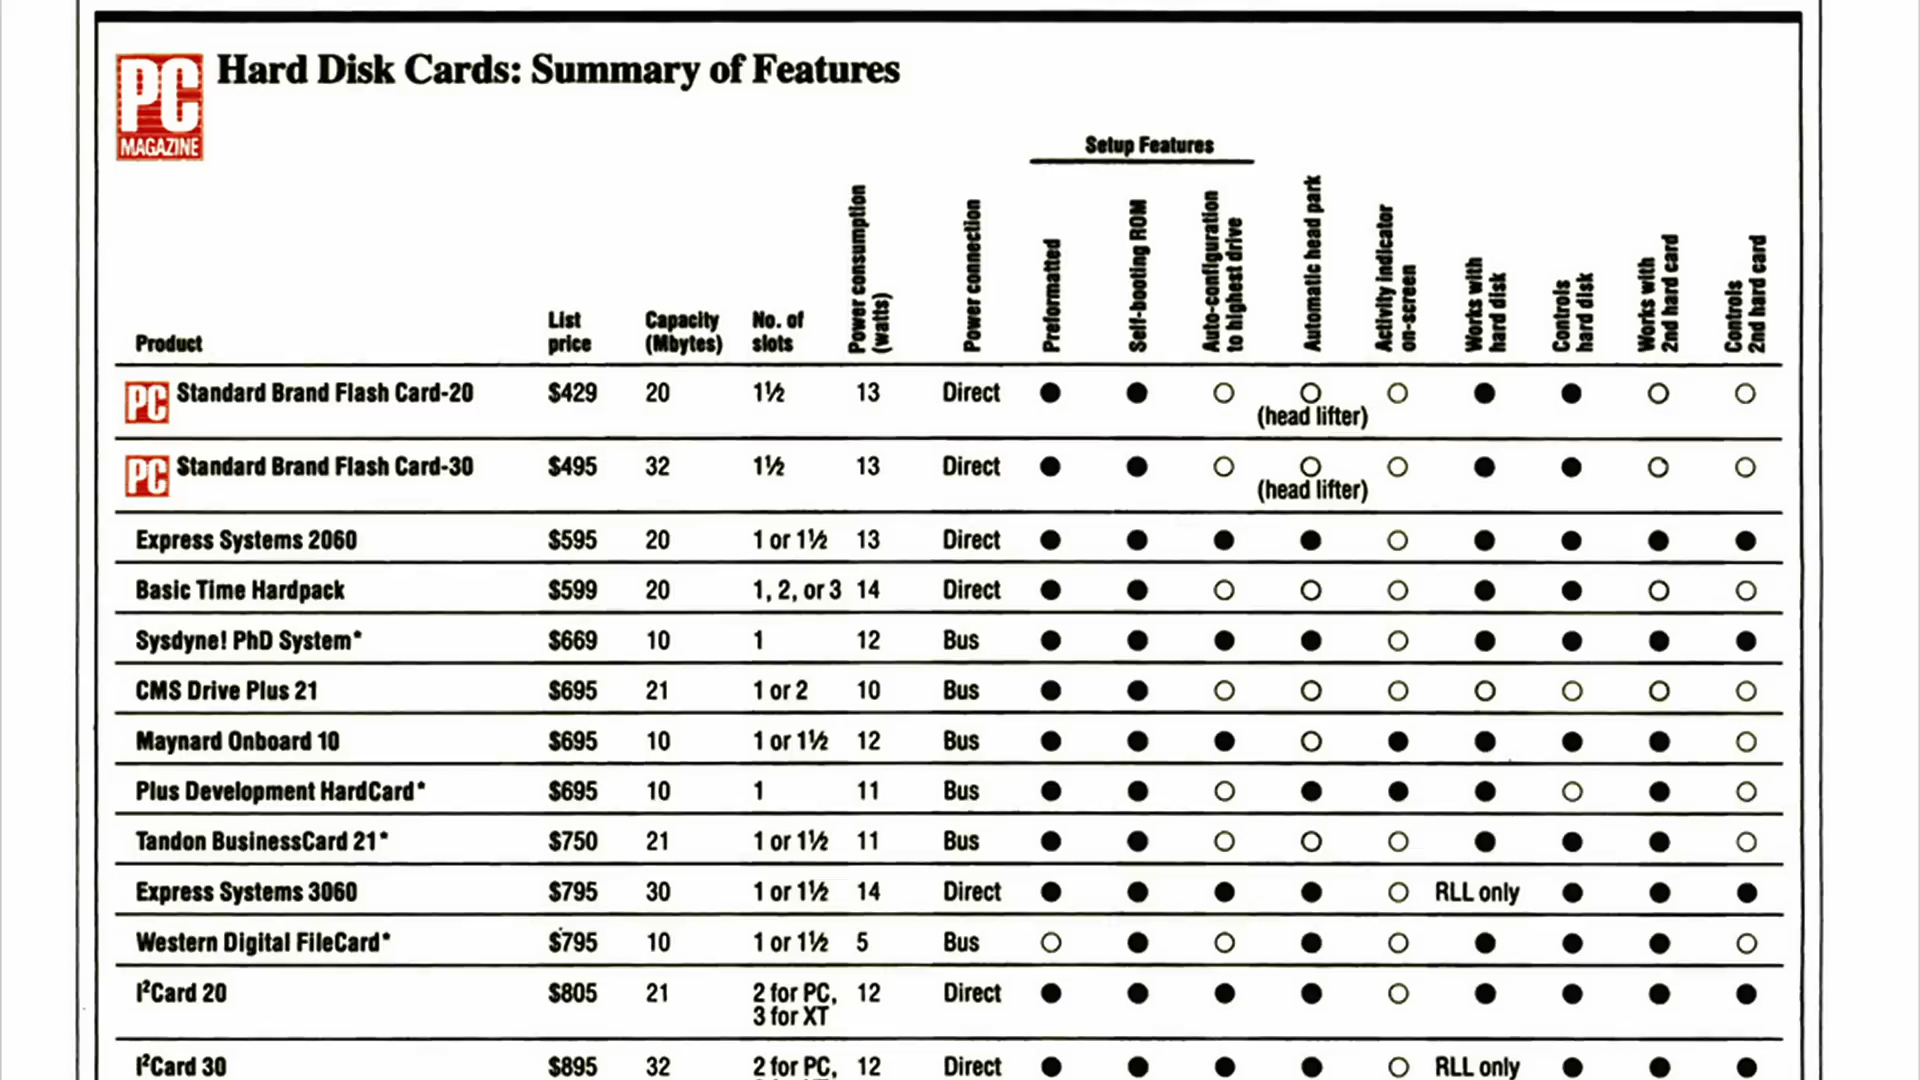 PC
MAGAZINE
Hard Disk Cards: Summary of Features
Setup Features
Product
List
price
Capacity
(Mbytes)
No. of
slots
Power consumption
(watts)
Power connection
Preformatted
Self-booting ROM
Auto-configuration
to highest drive
Automatic head park
Activity indicator
on-screen
Works with
hard disk
Controls
hard disk
Works with
2nd hard card
Controls
2nd hard card
PC Standard Brand Flash Card-20 $429 20 1½ 13 Direct ● ● ○ ○ ○ ● ● ○ ○
(head lifter)
PC Standard Brand Flash Card-30 $495 32 1½ 13 Direct ● ● ○ ○ ○ ● ● ○ ○
(head lifter)
Express Systems 2060 $595 20 1 or 1½ 13 Direct ● ● ● ● ○ ● ● ● ●
Basic Time Hardpack $599 20 1, 2, or 3 14 Direct ● ● ○ ○ ○ ● ● ○ ○
Sysdyne! PhD System* $669 10 1 12 Bus ● ● ● ● ○ ● ● ● ●
CMS Drive Plus 21 $695 21 1 or 2 10 Bus ● ● ○ ○ ○ ○ ○ ○ ○
Maynard Onboard 10 $695 10 1 or 1½ 12 Bus ● ● ● ○ ● ● ● ● ○
Plus Development HardCard* $695 10 1 11 Bus ● ● ○ ● ● ● ○ ● ○
Tandon BusinessCard 21* $750 21 1 or 1½ 11 Bus ● ● ○ ○ ○ ● ● ● ○
Express Systems 3060 $795 30 1 or 1½ 14 Direct ● ● ● ● ○ RLL only ● ● ●
Western Digital FileCard* $795 10 1 or 1½ 5 Bus ○ ● ○ ● ○ ● ● ● ○
I²Card 20 $805 21 2 for PC, 12 Direct ● ● ● ● ○ ● ● ● ●
3 for XT
I²Card 30 $895 32 2 for PC, 12 Direct ● ● ● ● ○ RLL only ● ● ●